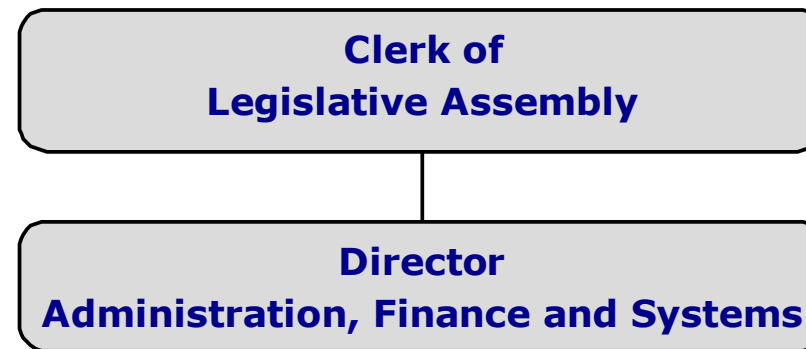 Clerk of
Legislative Assembly
Director
Administration, Finance and Systems